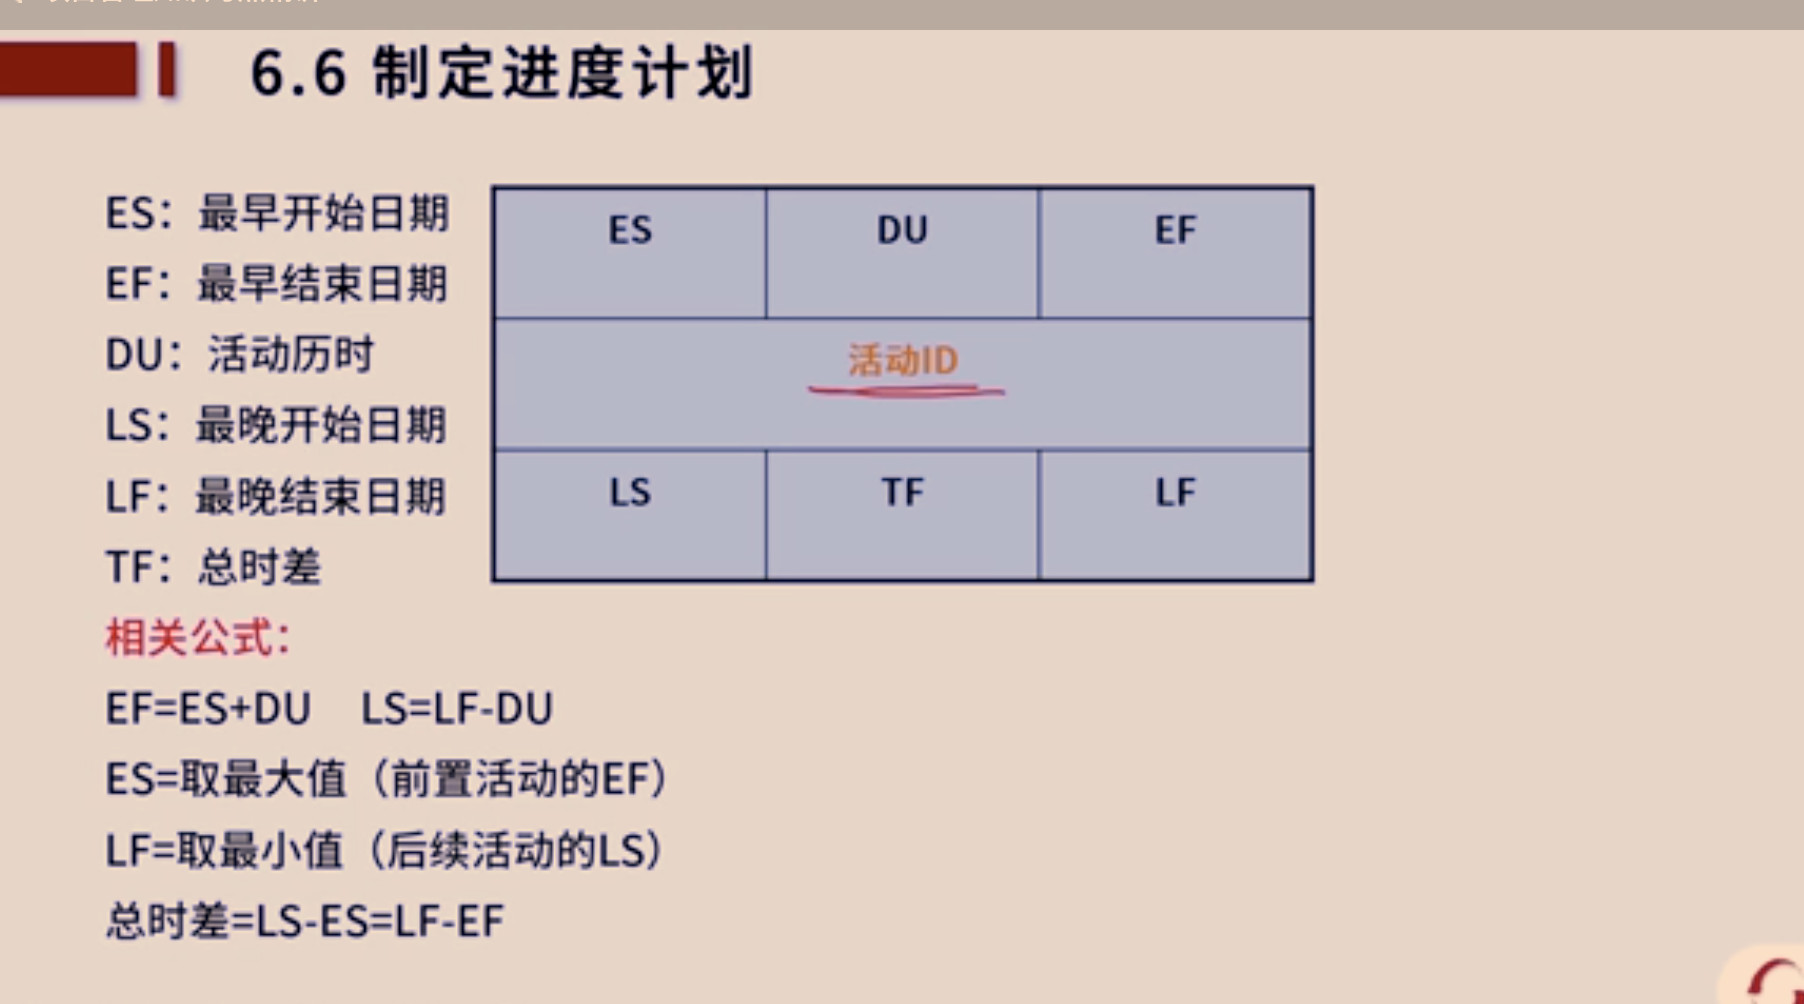 6.6 制定进度计划
ES：最早开始日期
EF：最早结束日期
DU：活动历时
LS：最晚开始日期
LF：最晚结束日期
TF：总时差
ES DU EF
活动ID
LS TF LF
相关公式：
EF=ES+DU LS=LF-DU
ES=取最大值（前置活动的EF）
LF=取最小值（后续活动的LS）
总时差=LS-ES=LF-EF